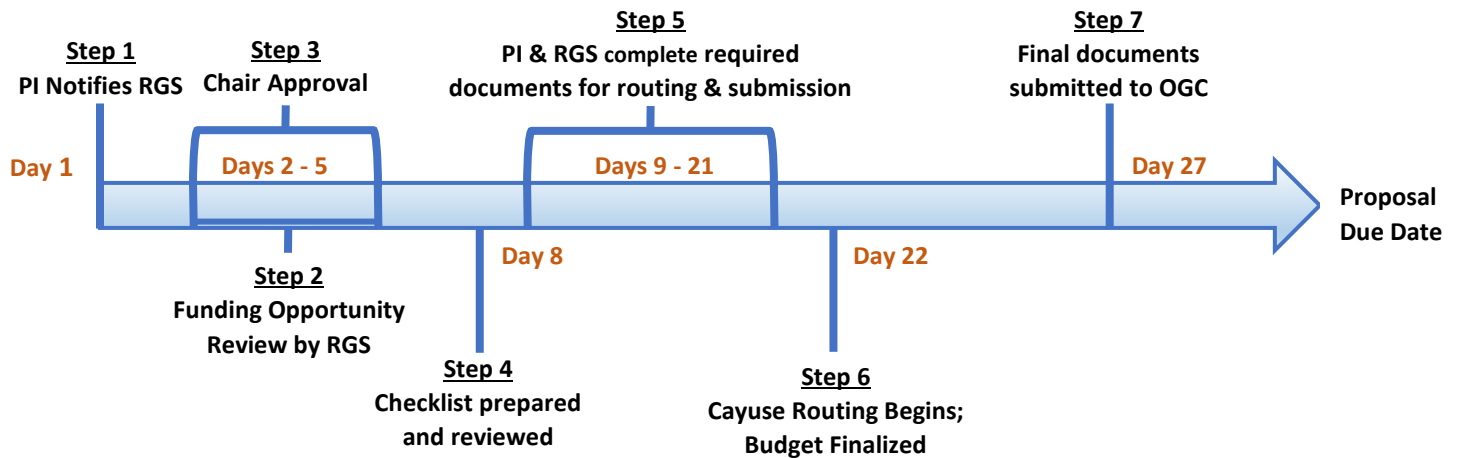 Step 1
PI Notifies RGS
Step 3
Chair Approval
Step 5
PI & RGS complete required
documents for routing & submission
Step 7
Final documents
submitted to OGC
Day 1
Days 2 - 5
Days 9 - 21
Day 27
Proposal
Due Date
Day 8
Day 22
Step 2
Funding Opportunity
Review by RGS
Step 4
Checklist prepared
and reviewed
Step 6
Cayuse Routing Begins;
Budget Finalized